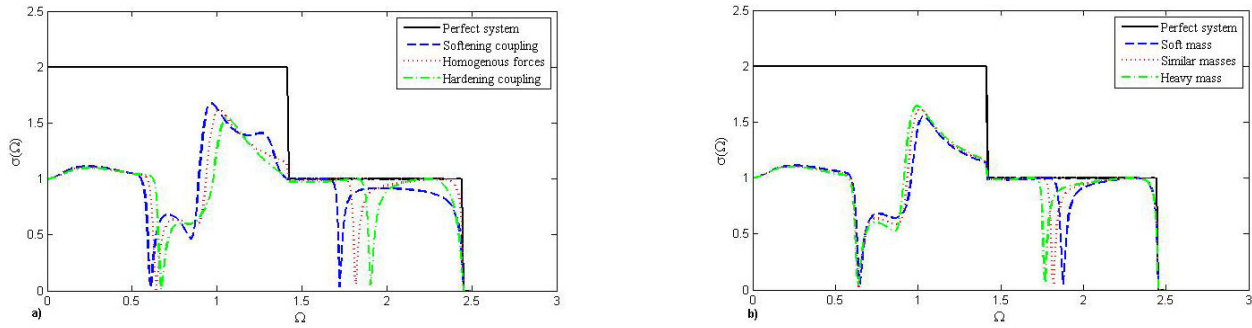 2.5
2
1.5
1
0.5
0
σ(Ω)
Perfect system
Softening coupling
Homogenous forces
Hardening coupling
0 0.5 1 1.5 2 2.5 3
Ω
a)
2.5
2
1.5
1
0.5
0
σ(Ω)
Perfect system
Soft mass
Similar masses
Heavy mass
0 0.5 1 1.5 2 2.5 3
Ω
b)